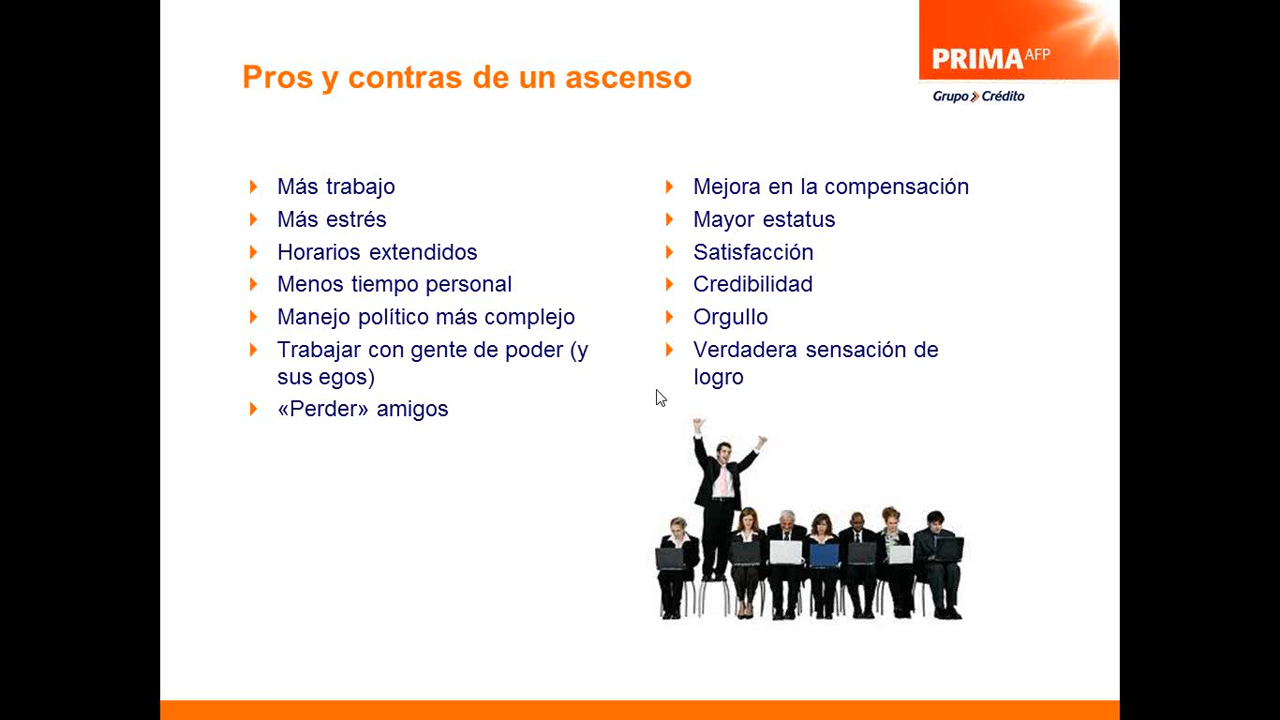 PRIMA AFP
Grupo Crédito
Pros y contras de un ascenso
Más trabajo
Más estrés
Horarios extendidos
Menos tiempo personal
Manejo político más complejo
Trabajar con gente de poder (y
sus egos)
«Perder» amigos
Mejora en la compensación
Mayor estatus
Satisfacción
Credibilidad
Orgullo
Verdadera sensación de
logro